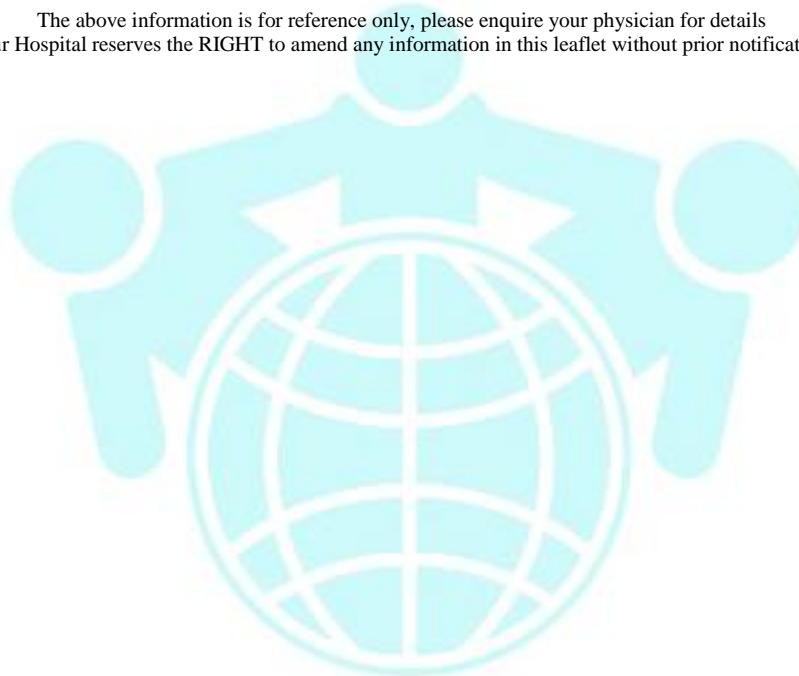 The above information is for reference only, please enquire your physician for details
r Hospital reserves the RIGHT to amend any information in this leaflet without prior notificat